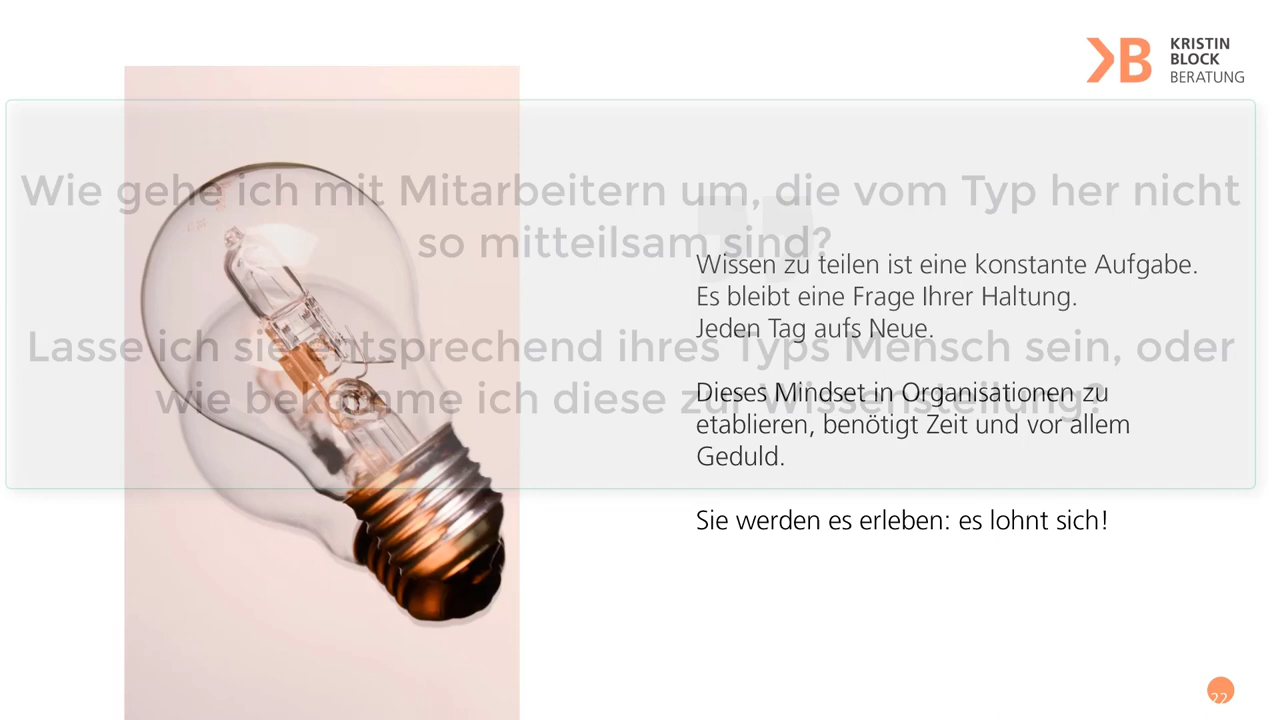 KRISTIN
BLOCK
BERATUNG
Wie gehe ich mit Mitarbeitern um, die vom Typ her nicht
so mitteilsam sind?
Lasse ich sie entsprechend ihres Typs Mensch sein, oder
wie bekomme ich diese zur Wissensteilung?
Wissen zu teilen ist eine konstante Aufgabe.
Es bleibt eine Frage Ihrer Haltung.
Jeden Tag aufs Neue.
Dieses Mindset in Organisationen zu
etablieren, benötigt Zeit und vor allem
Geduld.
Sie werden es erleben: es lohnt sich!
22